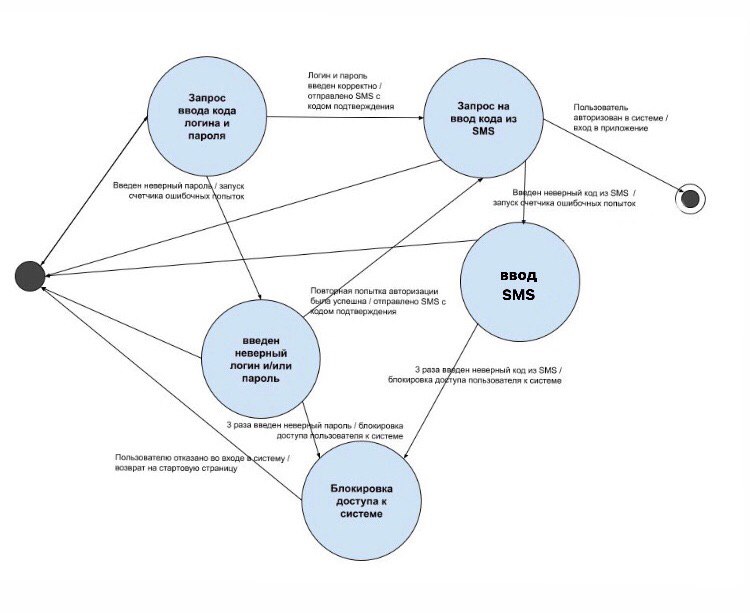 Запрос
ввода кода
логина и
пароля
Логин и пароль
введен корректно /
отправлено SMS с
кодом подтверждения
Запрос на
ввод кода из
SMS
Пользователь
авторизован в системе /
вход в приложение
Введен неверный пароль / запуск
счетчика ошибочных попыток
Введен неверный код из SMS /
запуск счетчика ошибочных попыток
ввод
SMS
Повторная попытка авторизации
была успешна / отправлено SMS с
кодом подтверждения
введен
неверный
логин и/или
пароль
3 раза введен неверный код из SMS /
блокировка доступа пользователя к системе
3 раза введен неверный пароль / блокировка
доступа пользователя к системе
Пользователю отказано во входе в систему /
возврат на стартовую страницу
Блокировка
доступа к
системе